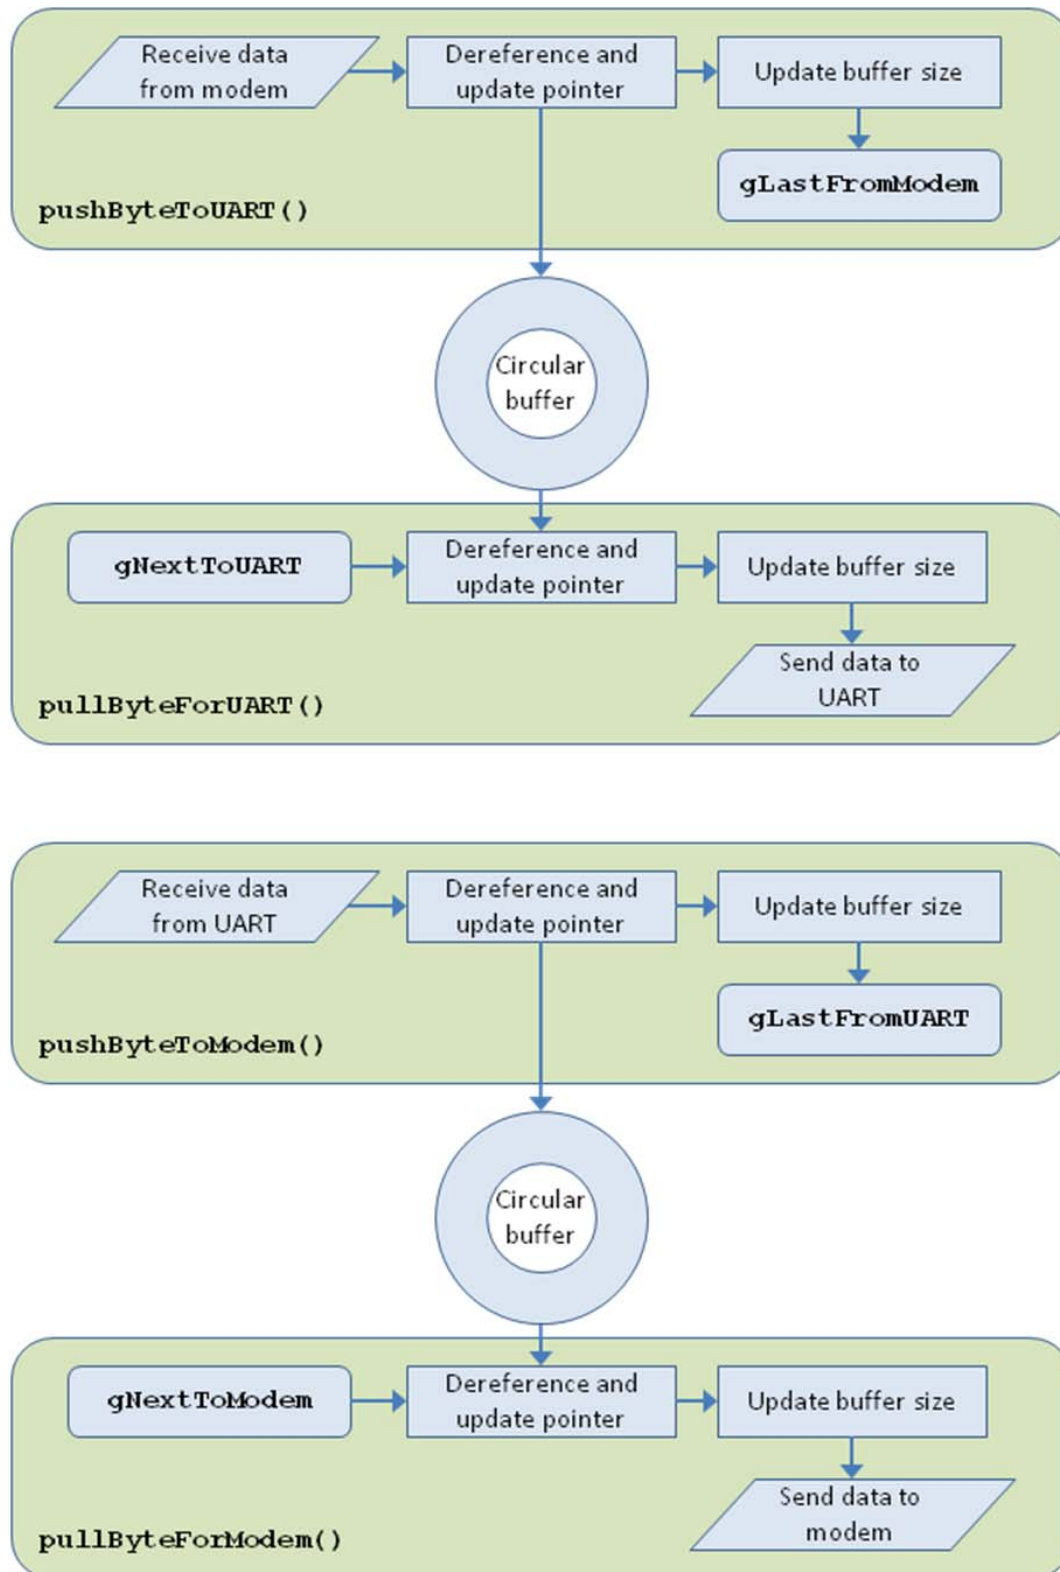 Receive data
from modem
Dereference and
update pointer
Update buffer size
gLastFromModem
pushByteToUART()
Circular
buffer
gNextToUART
Dereference and
update pointer
Update buffer size
Send data to
UART
pullByteForUART()
Receive data
from UART
Dereference and
update pointer
Update buffer size
gLastFromUART
pushByteToModem()
Circular
buffer
gNextToModem
Dereference and
update pointer
Update buffer size
Send data to
modem
pullByteForModem()